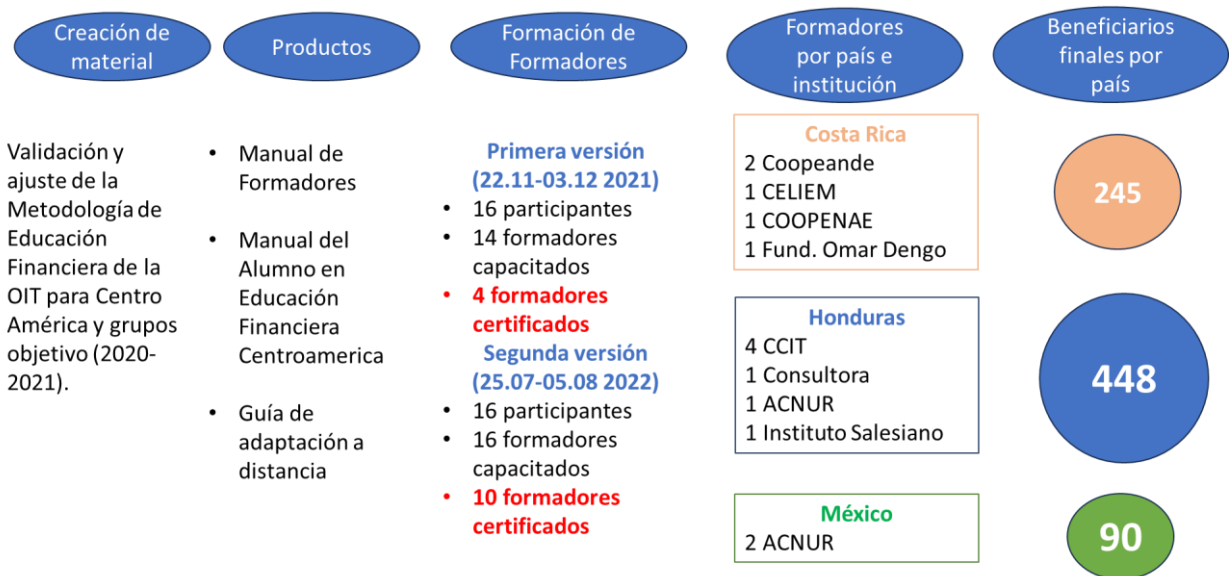 Creación de
material
Productos
Formación de
Formadores
Formadores
por país e
institución
Beneficiarios
finales por
país
Validación y
ajuste de la
Metodología de
Educación
Financiera de la
OIT para Centro
América y grupos
objetivo (2020-
2021).
• Manual de
Formadores
• Manual del
Alumno en
Educación
Financiera
Centroamerica
• Guía de
adaptación a
distancia
Primera versión
(22.11-03.12 2021)
• 16 participantes
• 14 formadores
capacitados
• 4 formadores
certificados
Segunda versión
(25.07-05.08 2022)
• 16 participantes
• 16 formadores
capacitados
• 10 formadores
certificados
Costa Rica
2 Coopeande
1 CELIEM
1 COOPENAE
1 Fund. Omar Dengo
Honduras
4 CCIT
1 Consultora
1 ACNUR
1 Instituto Salesiano
México
2 ACNUR
245
448
90